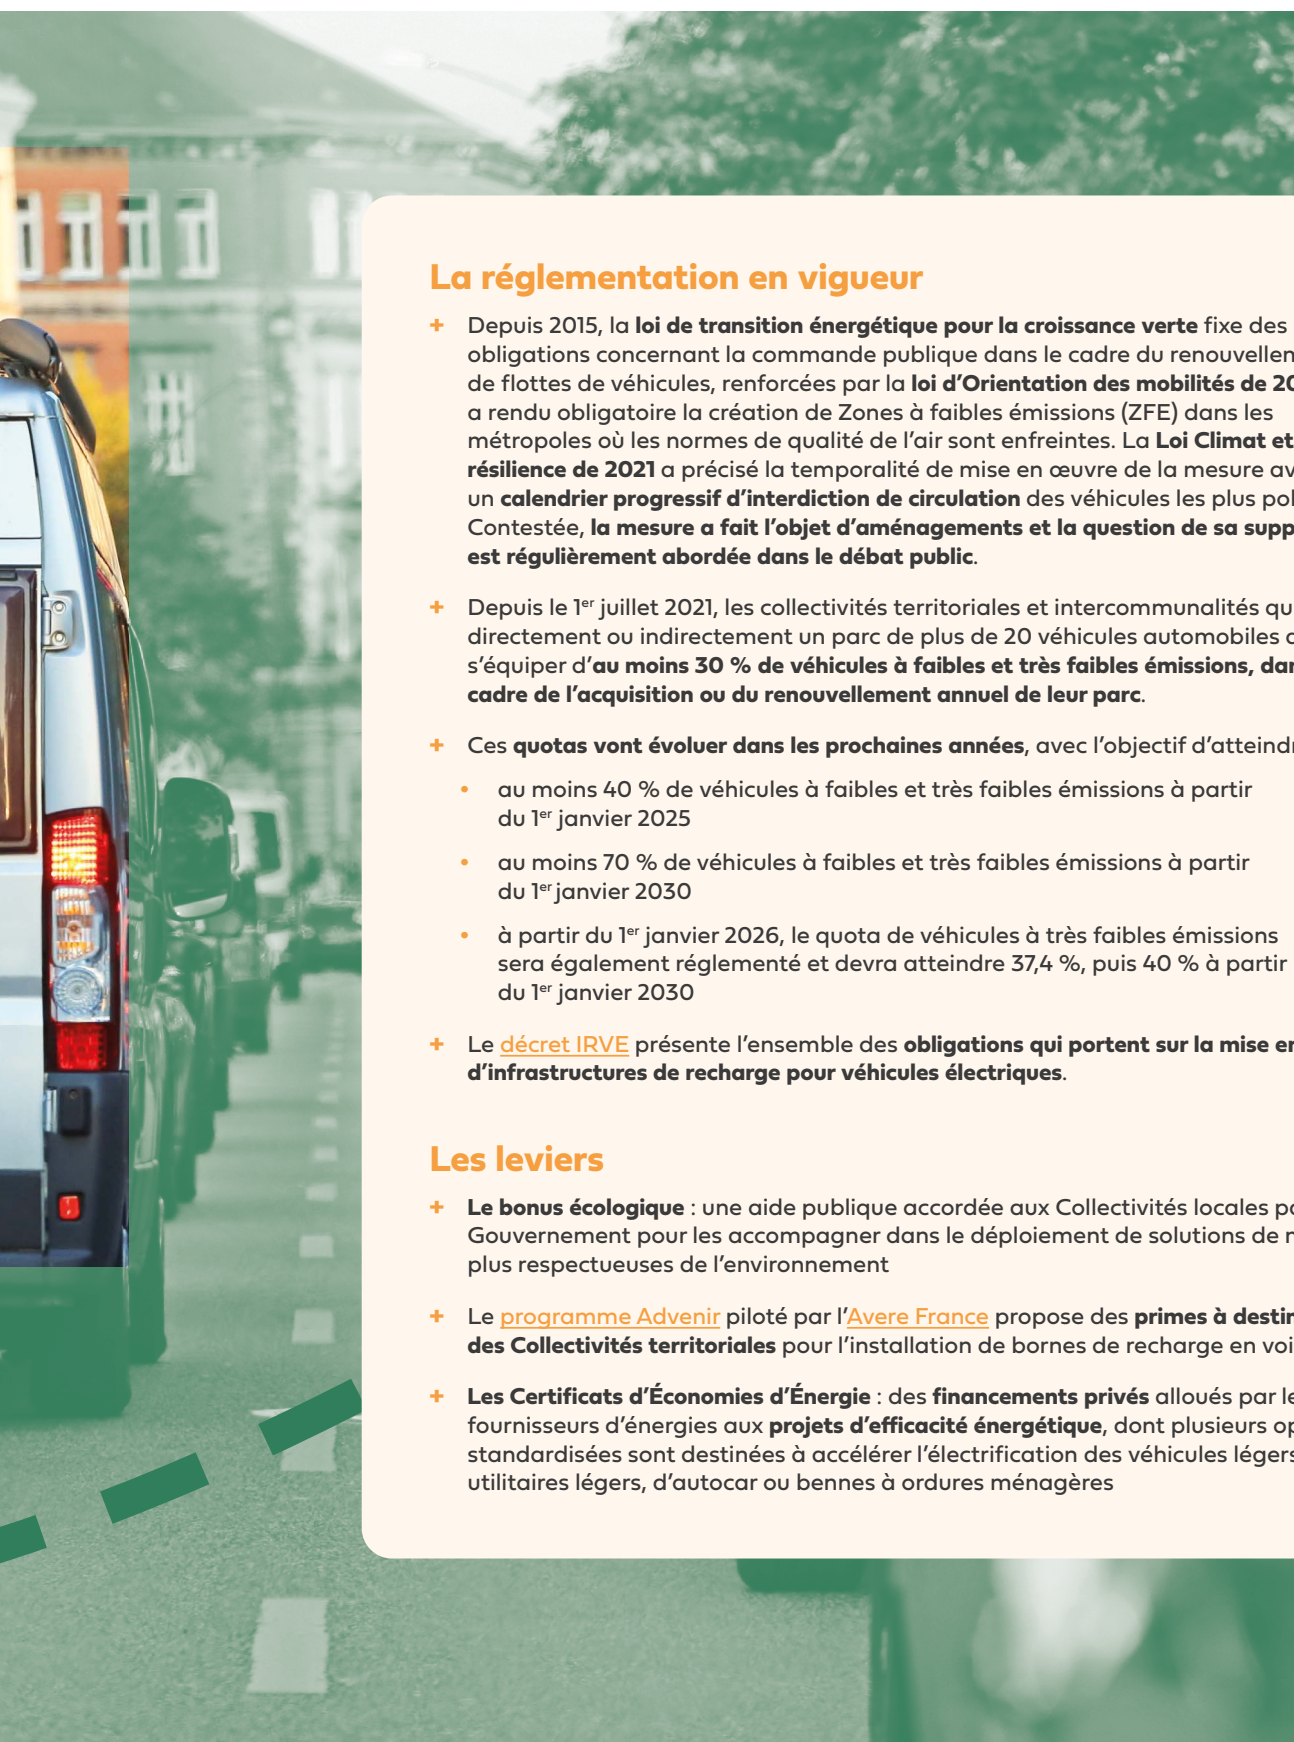 La réglementation en vigueur
+ Depuis 2015, la loi de transition énergétique pour la croissance verte fixe des
obligations concernant la commande publique dans le cadre du
de flottes de véhicules, renforcées par la loi d’Orientation des mobilités de
a rendu obligatoire la création de Zones à faibles émissions (ZFE) dans les
métropoles où les normes de qualité de l’air sont enfreintes. La Loi Climat et
résilience de 2021 a précisé la temporalité de mise en œuvre de la mesure
un calendrier progressif d’interdiction de circulation des véhicules les plus
Contestée, la mesure a fait l’objet d’aménagements et la question de sa
est régulièrement abordée dans le débat public.
+ Depuis le 1er juillet 2021, les collectivités territoriales et intercommunalités
directement ou indirectement un parc de plus de 20 véhicules automobiles
s’équiper d’au moins 30 % de véhicules à faibles et très faibles émissions,
cadre de l’acquisition ou du renouvellement annuel de leur parc.
+ Ces quotas vont évoluer dans les prochaines années, avec l’objectif
• au moins 40 % de véhicules à faibles et très faibles émissions à partir
du 1er janvier 2025
• au moins 70 % de véhicules à faibles et très faibles émissions à partir
du 1er janvier 2030
• à partir du 1er janvier 2026, le quota de véhicules à très faibles émissions
sera également réglementé et devra atteindre 37,4 %, puis 40 % à partir
du 1er janvier 2030
+ Le décret IRVE présente l’ensemble des obligations qui portent sur la mise
d’infrastructures de recharge pour véhicules électriques.
Les leviers
+ Le bonus écologique : une aide publique accordée aux Collectivités locales
Gouvernement pour les accompagner dans le déploiement de solutions de
plus respectueuses de l’environnement
+ Le programme Advenir piloté par l’Avere France propose des primes à
des Collectivités territoriales pour l’installation de bornes de recharge en
+ Les Certificats d’Économies d’Énergie : des financements privés alloués par
fournisseurs d’énergies aux projets d’efficacité énergétique, dont plusieurs
standardisées sont destinées à accélérer l’électrification des véhicules légers
utilitaires légers, d’autocar ou bennes à ordures ménagères